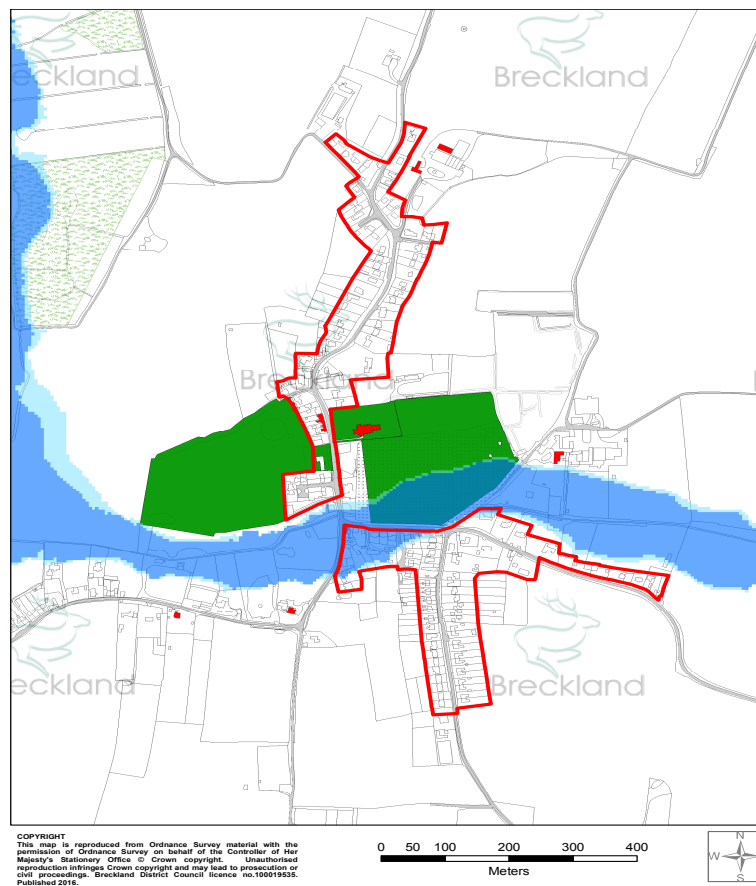 eckland
Breckland
Breckland
eckland
Breckland
COPYRIGHT
This map is reproduced from Ordnance Survey material with the
permission of Ordnance Survey on behalf of the Controller of Her
Majesty's Stationery Office © Crown copyright. Unauthorised
reproduction infringes Crown copyright and may lead to prosecution or
civil proceedings. Breckland District Council licence no.100019535.
Published 2016.
0 50 100 200 300 400
Meters
N
W E
S